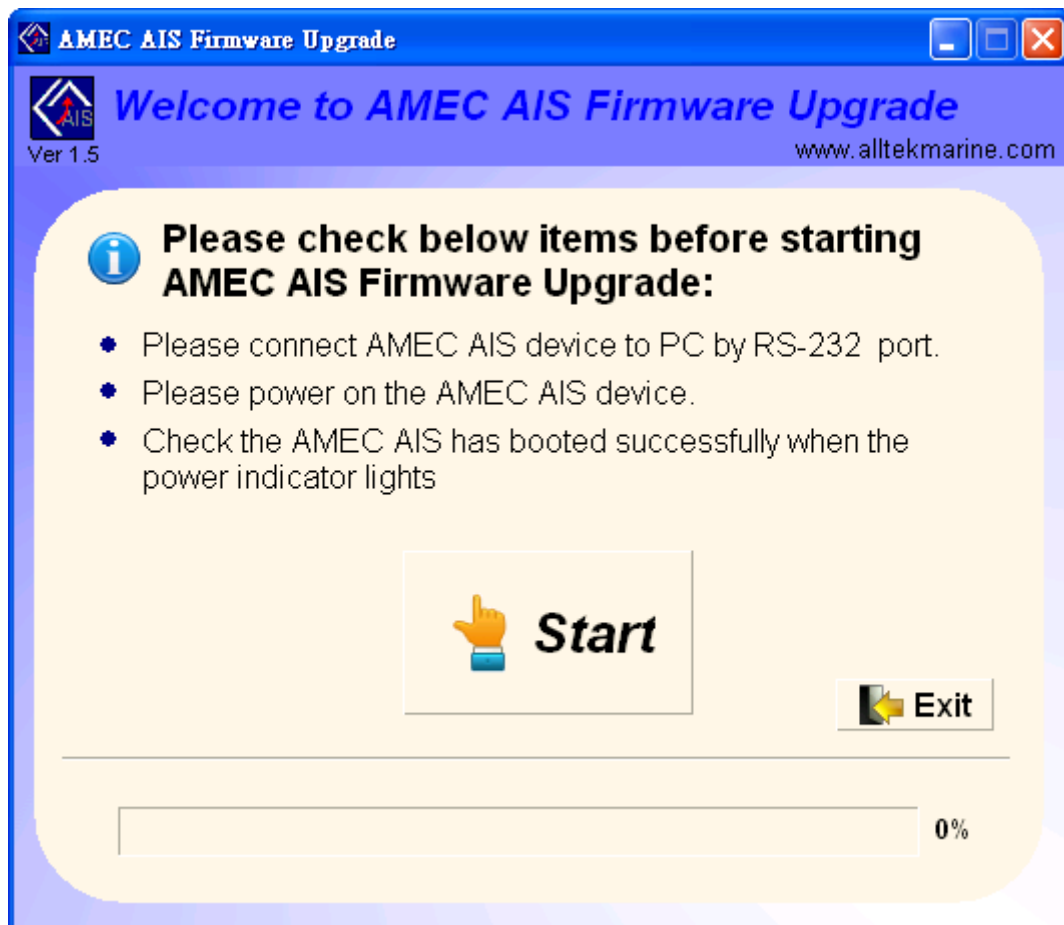 AMEC AIS Firmware Upgrade
AIS
Welcome to AMEC AIS Firmware Upgrade
Ver 1.5
www.alltekmarine.com
Please check below items before starting
AMEC AIS Firmware Upgrade:
Please connect AMEC AIS device to PC by RS-232  port.
Please power on the AMEC AIS device.
Check the AMEC AIS has booted successfully when the
power indicator lights
Start
Exit
0%